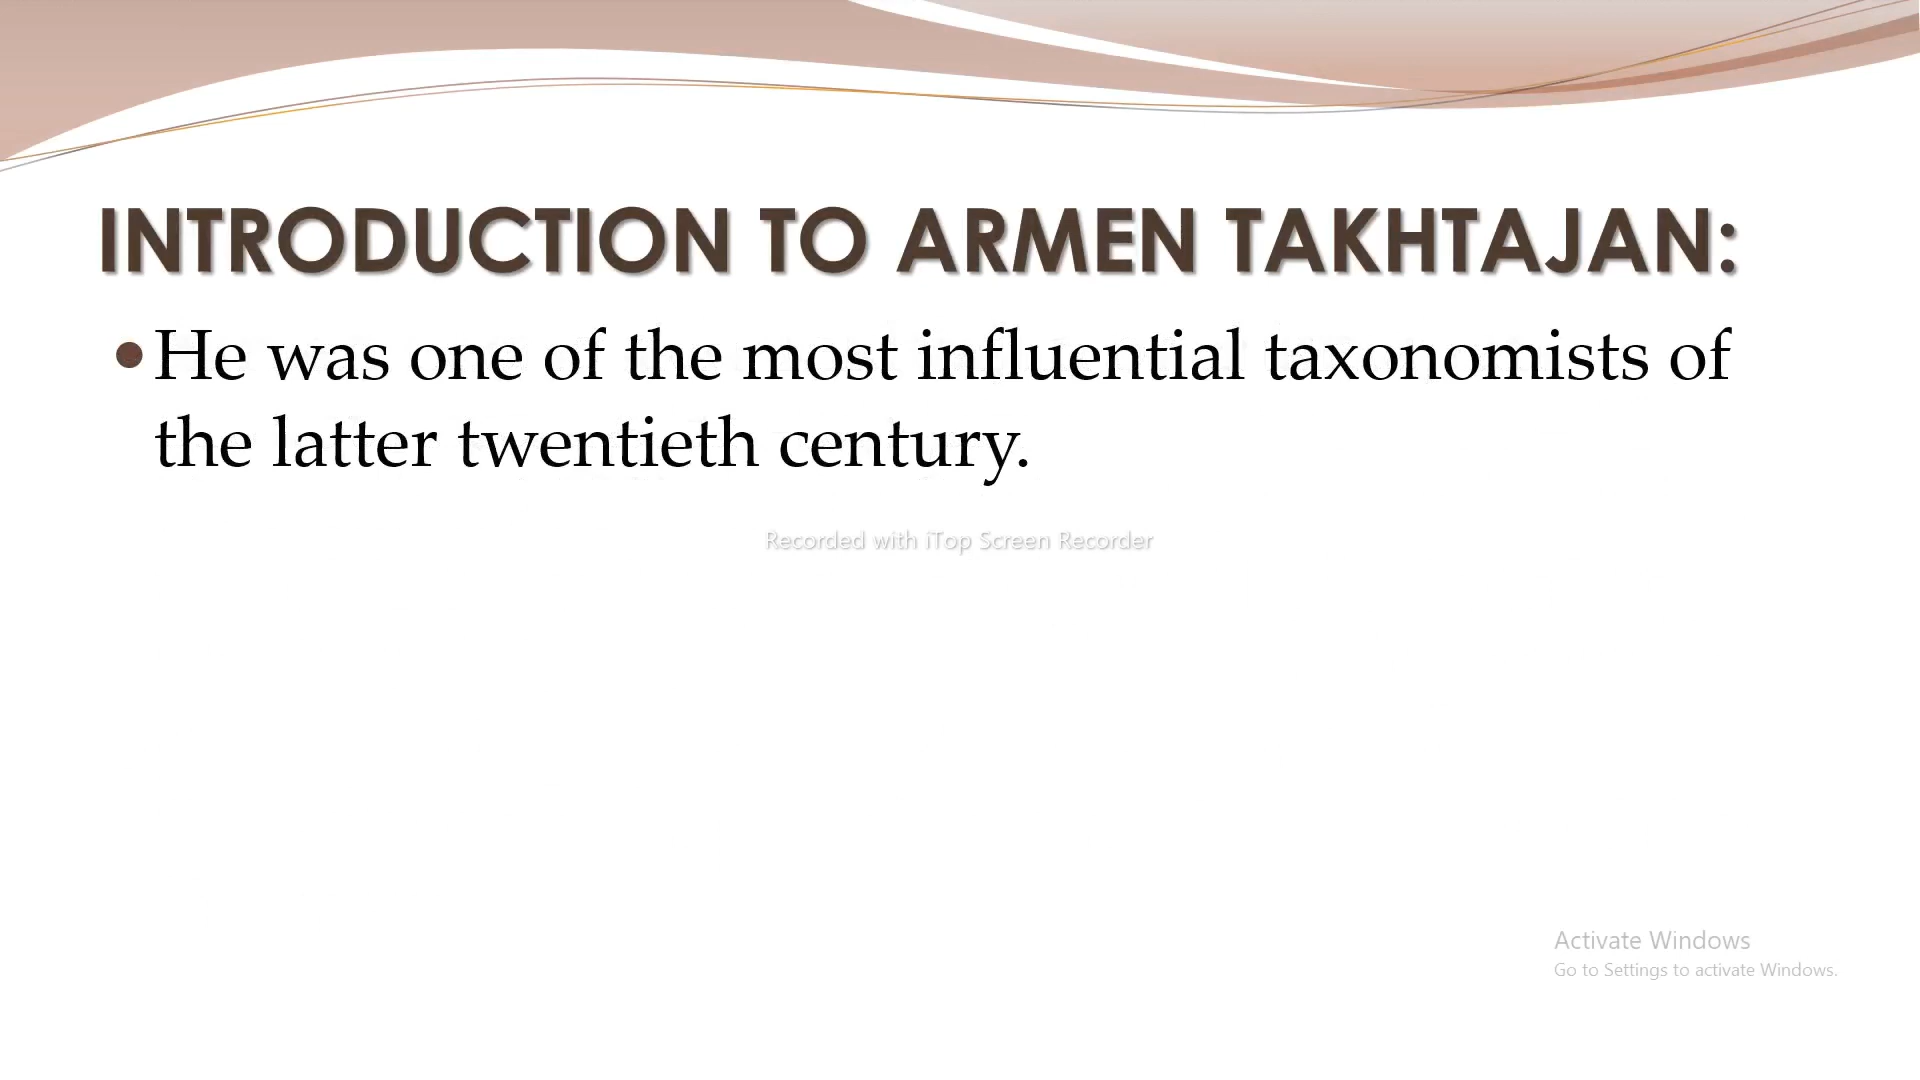 INTRODUCTION TO ARMEN TAKHTAJAN:
•He was one of the most influential taxonomists of
the latter twentieth century.
Recorded with iTop Screen Recorder
Activate Windows
Go to Settings to activate Windows.